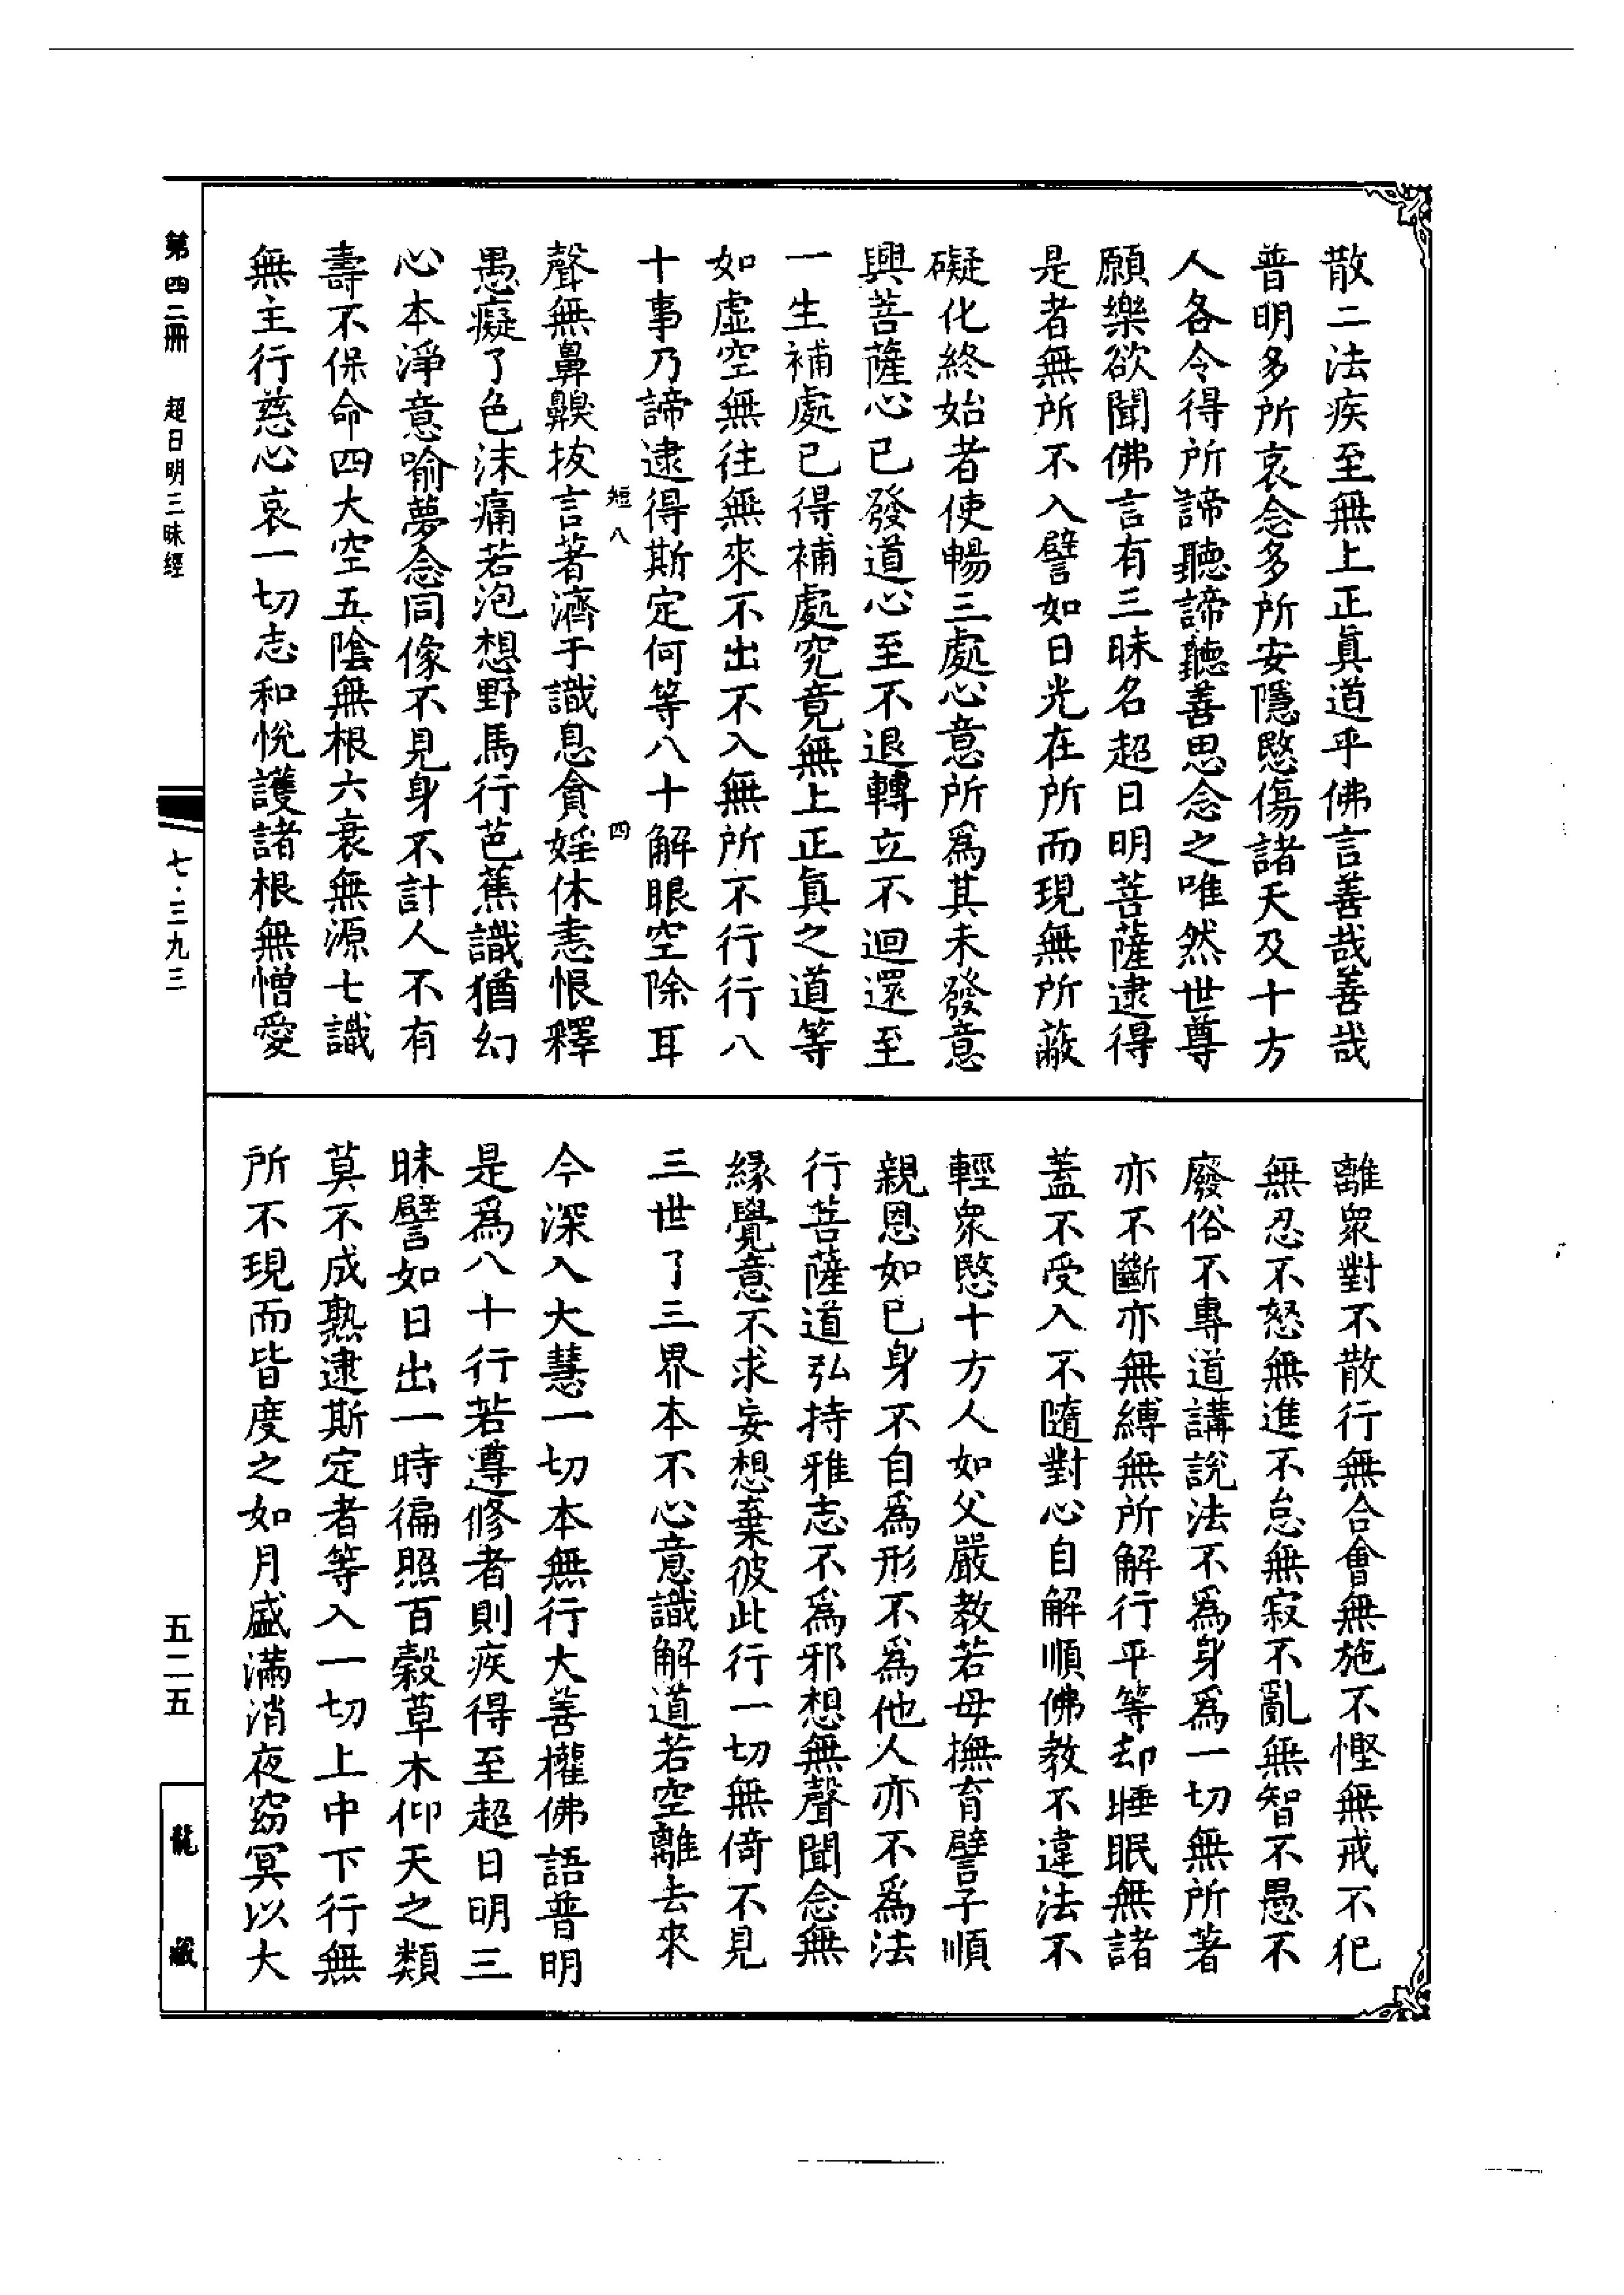 散二法疾至無上正眞道乎佛言善哉善哉
普明多所哀念多所安隱愍傷諸天及十方
人各令得所諦聽諦聽善思念之唯然世尊
願樂欲聞佛言有三昧名超日明菩薩逮得
是者無所不入譬如日光在所而現無所蔽
礙化終始者使暢三處心意所爲其未發意
興菩薩心已發道心至不退轉立不迴還至
一生補處已得補處究竟無上正眞之道等
如虛空無往無來不出不入無所不行行八
十事乃諦逮得斯定何等八十解眼空除耳
短八 四
聲無鼻齅拔言著濟于識息貪婬休恚恨釋
愚癡了色沫痛若泡想野馬行芭蕉識猶幻
心本淨意喻夢念同像不見身不計人不有
壽不保命四大空五陰無根六衰無源七識
無主行慈心哀一切志和悅護諸根無憎愛
離衆對不散行無合會無施不慳無戒不犯
無忍不怒無進不怠無寂不亂無智不愚不
廢俗不專道講說法不爲身爲一切無所著
亦不斷亦無縛無所解行平等却睡眠無諸
蓋不受入不隨對心自解順佛教不違法不
輕衆愍十方人如父嚴教若母撫育譬子順
親恩如已身不自爲形不爲他人亦不爲法
行菩薩道弘持雅志不爲邪想無聲聞念無
緣覺意不求妄想棄彼此行一切無倚不見
三世了三界本不心意識解道若空離去來
今深入大慧一切本無行大善權佛語普明
是爲八十行若遵修者則疾得至超日明三
昧譬如日出一時徧照百穀草木仰天之類
莫不成熟逮斯定者等入一切上中下行無
所不現而皆度之如月盛滿消夜窈冥以大
第四二冊 超日明三昧經
七·三九三
五二五
龍藏